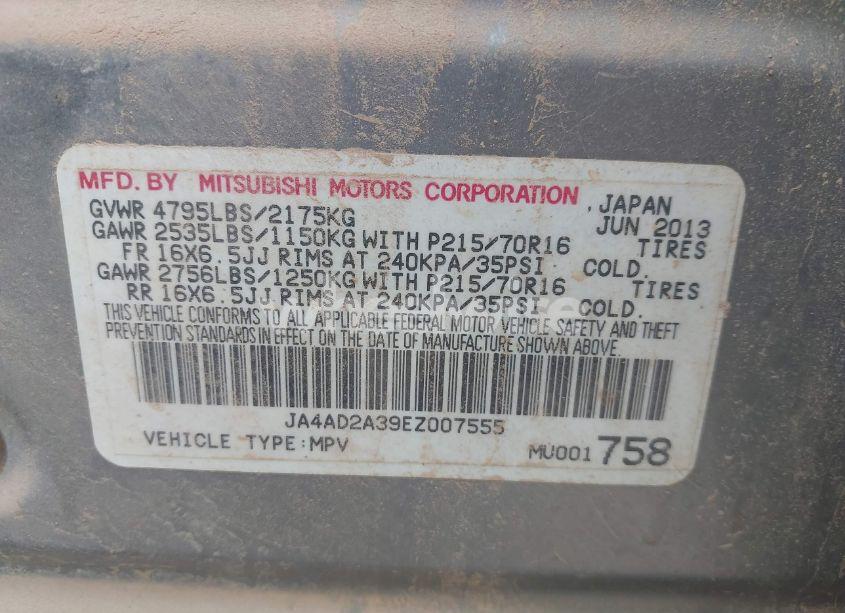 MFD. BY MITSUBISHI MOTORS CORPORATION , JAPAN
GVWR 4795LBS/2175KG JUN 2013
GAWR 2535LBS/1150KG WITH P215/70R16 TIRES
FR 16X6.5JJ RIMS AT 240KPA/35PSI COLD.
GAWR 2756LBS/1250KG WITH P215/70R16 TIRES
RR 16X6.5JJ RIMS AT 240KPA/35PSI COLD.
THIS VEHICLE CONFORMS TO ALL APPLICABLE FEDERAL MOTOR VEHICLE SAFETY AND THEFT
PREVENTION STANDARDS IN EFFECT ON THE DATE OF MANUFACTURE SHOWN ABOVE.
JA4AD2A39EZ007555
VEHICLE TYPE:MPV MU001 758